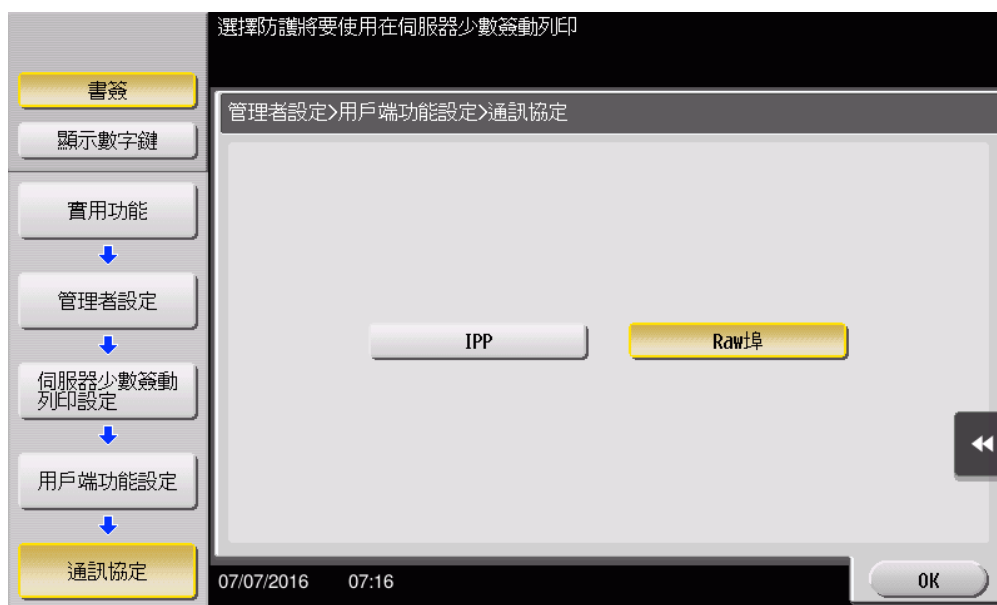 選擇防護將要使用在伺服器少數簽動列印
書簽
顯示數字鍵
管理者設定>用戶端功能設定>通訊協定
實用功能
管理者設定
伺服器少數簽動
列印設定
用戶端功能設定
通訊協定
IPP
Raw埠
07/07/2016 07:16
OK